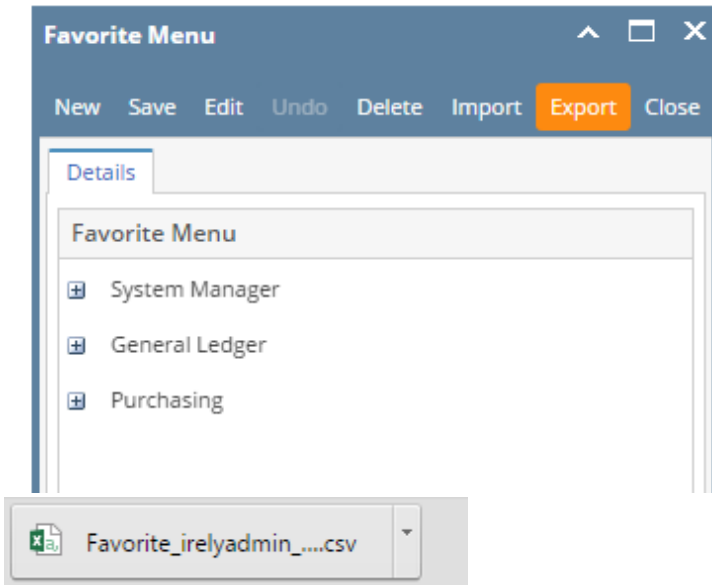 Favorite Menu
New Save Edit Undo Delete Import Export Close
Details
Favorite Menu
System Manager
General Ledger
Purchasing
Favorite_irelyadmin_....csv